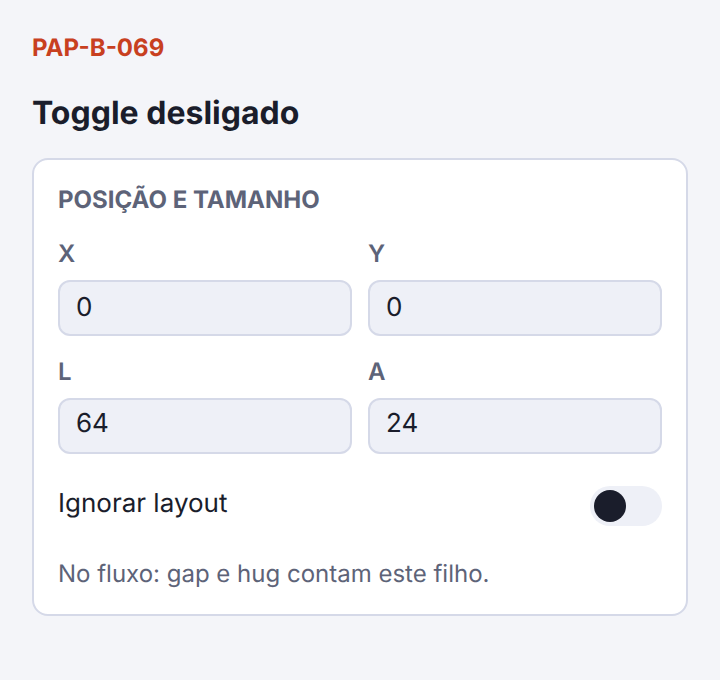 PAP-B-069
Toggle desligado
POSIÇÃO E TAMANHO
X Y
0 0
L A
64 24
Ignorar layout
No fluxo: gap e hug contam este filho.